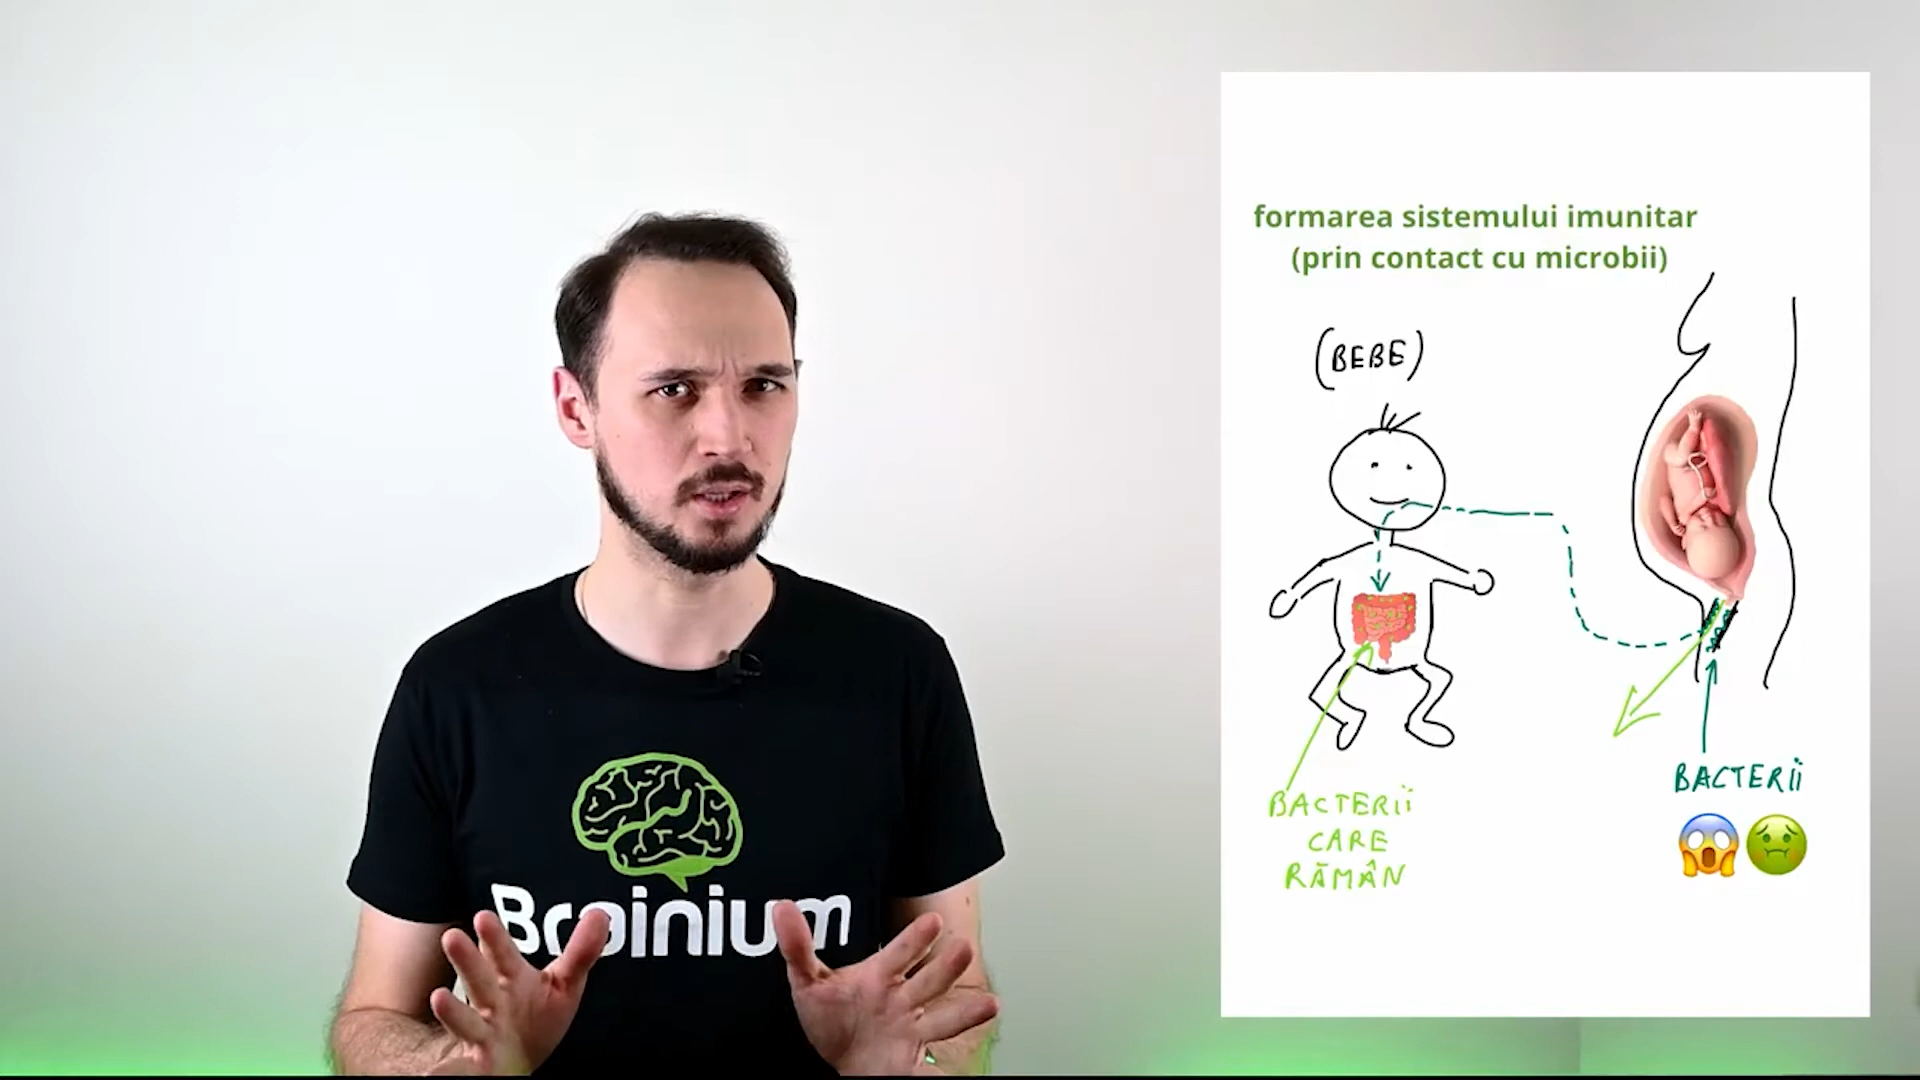 formarea sistemului imunitar
(prin contact cu microbii)
(BEBE)
BACTERII
BACTERII
CARE
RĂMÂN
Brainium